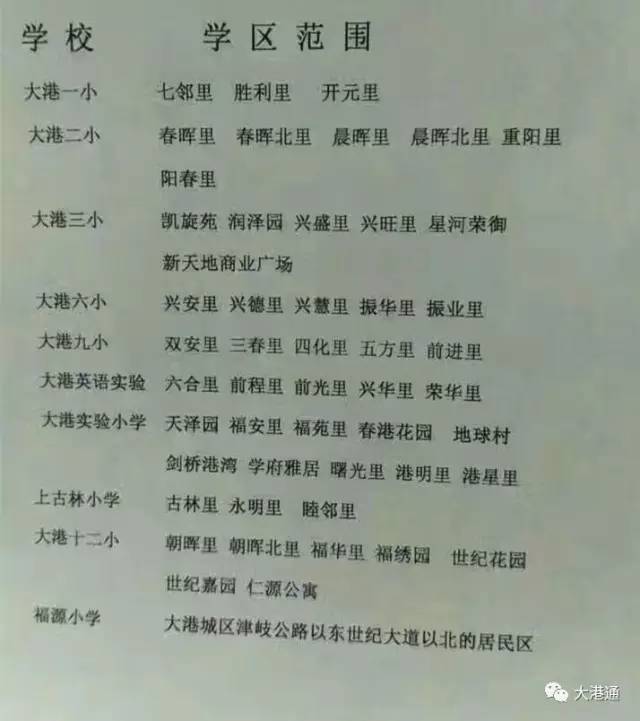 学校 学区范围
大港一小 七邻里 胜利里 开元里
大港二小 春晖里 春晖北里 晨晖里 晨晖北里 重阳里
阳春里
大港三小 凯旋苑 润泽园 兴盛里 兴旺里 星河荣御
新天地商业广场
大港六小 兴安里 兴德里 兴慧里 振华里 振业里
大港九小 双安里 三春里 四化里 五方里 前进里
大港英语实验 六合里 前程里 前光里 兴华里 荣华里
大港实验小学 天泽园 福安里 福苑里 春港花园 地球村
剑桥港湾 学府雅居 曙光里 港明里 港星里
上古林小学 古林里 永明里 睦邻里
大港十二小 朝晖里 朝晖北里 福华里 福绣园 世纪花园
世纪嘉园 仁源公寓
福源小学 大港城区津岐公路以东世纪大道以北的居民区
大港通